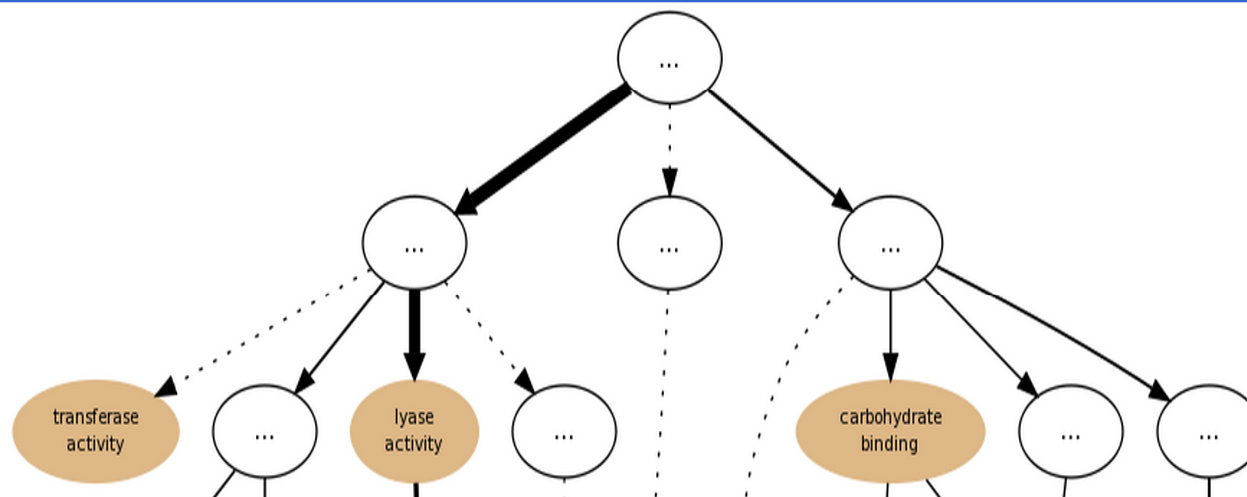 ...
...
...
...
transferase
activity
...
lyase
activity
...
carbohydrate
binding
...
...